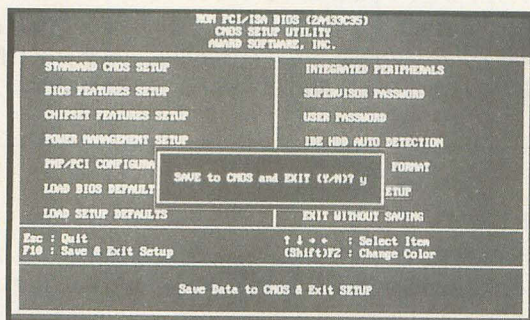 ROM PCI/ISA BIOS (2A433C35)
CMOS SETUP UTILITY
AWARD SOFTWARE, INC.
STANDARD CMOS SETUP
BIOS FEATURES SETUP
CHIPSET FEATURES SETUP
POWER MANAGEMENT SETUP
PNP/PCI CONFIGURA
LOAD BIOS DEFAULT
LOAD SETUP DEFAULTS
INTEGRATED PERIPHERALS
SUPERVISOR PASSWORD
USER PASSWORD
IDE HDD AUTO DETECTION
FORMAT
ETUP
EXIT WITHOUT SAVING
SAVE to CMOS and EXIT (Y/N)? y
Esc : Quit
F10 : Save & Exit Setup
↑ ↓ → ← : Select Item
(Shift)F2 : Change Color
Save Data to CMOS & Exit SETUP